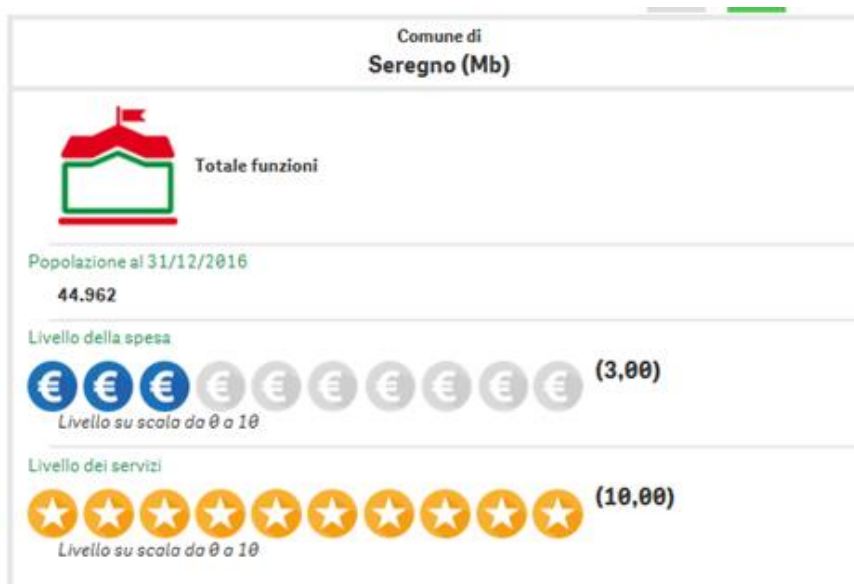 Comune di
Seregno (Mb)
Totale funzioni
Popolazione al 31/12/2016
44.962
Livello della spesa
€ € € € € € € € € € (3,00)
Livello su scala da 0 a 10
Livello dei servizi
(10,00)
Livello su scala da 0 a 10